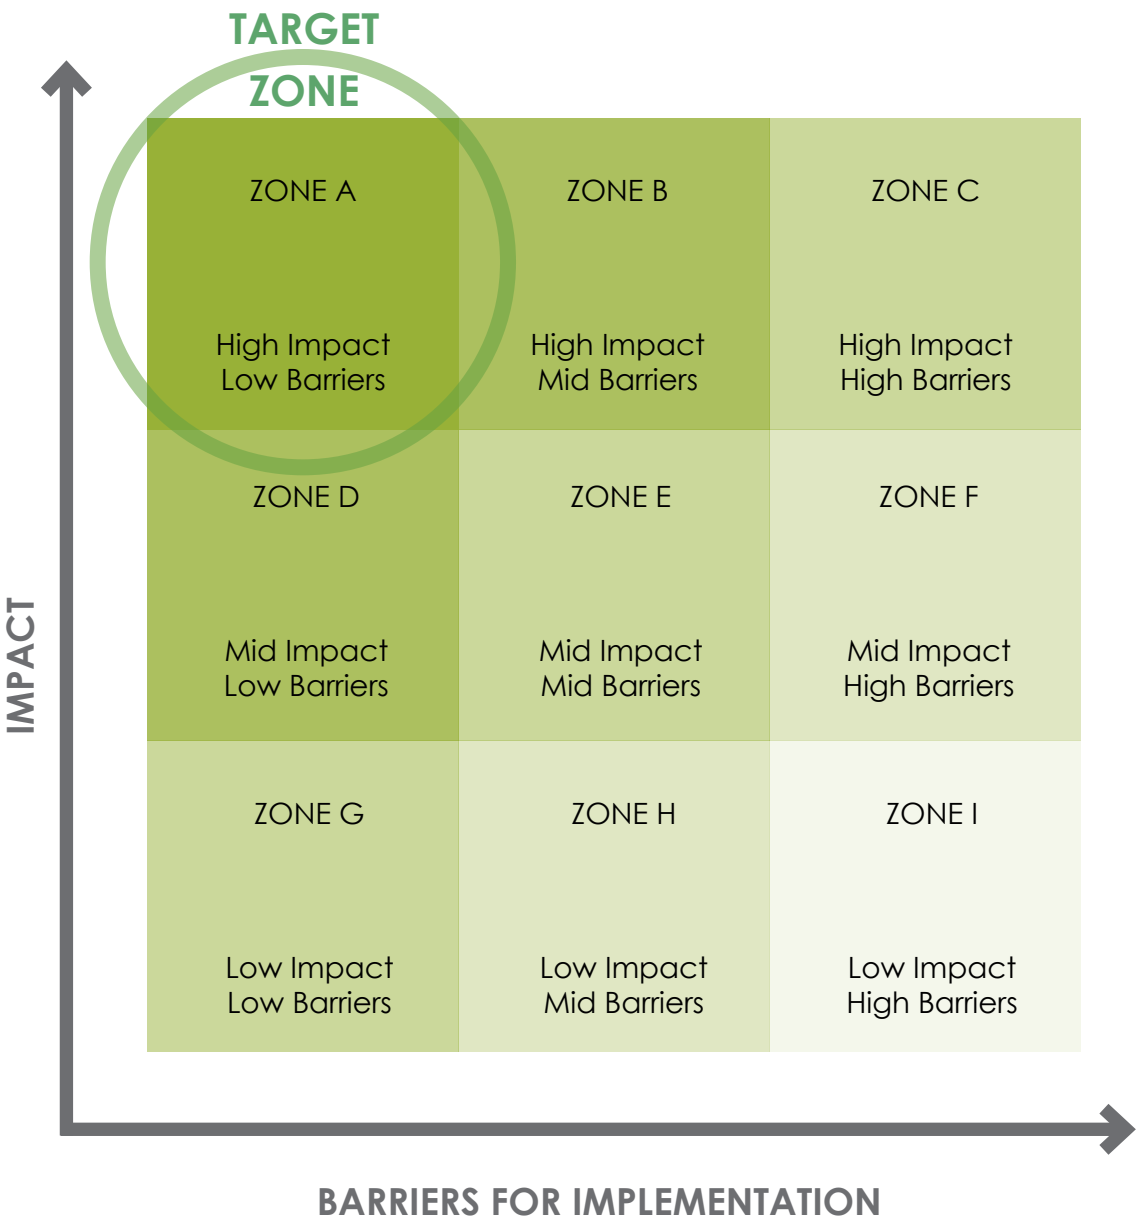 TARGET
ZONE
ZONE A
ZONE B
ZONE C
High Impact
Low Barriers
High Impact
Mid Barriers
High Impact
High Barriers
ZONE D
ZONE E
ZONE F
Mid Impact
Low Barriers
Mid Impact
Mid Barriers
Mid Impact
High Barriers
ZONE G
ZONE H
ZONE I
Low Impact
Low Barriers
Low Impact
Mid Barriers
Low Impact
High Barriers
IMPACT
BARRIERS FOR IMPLEMENTATION